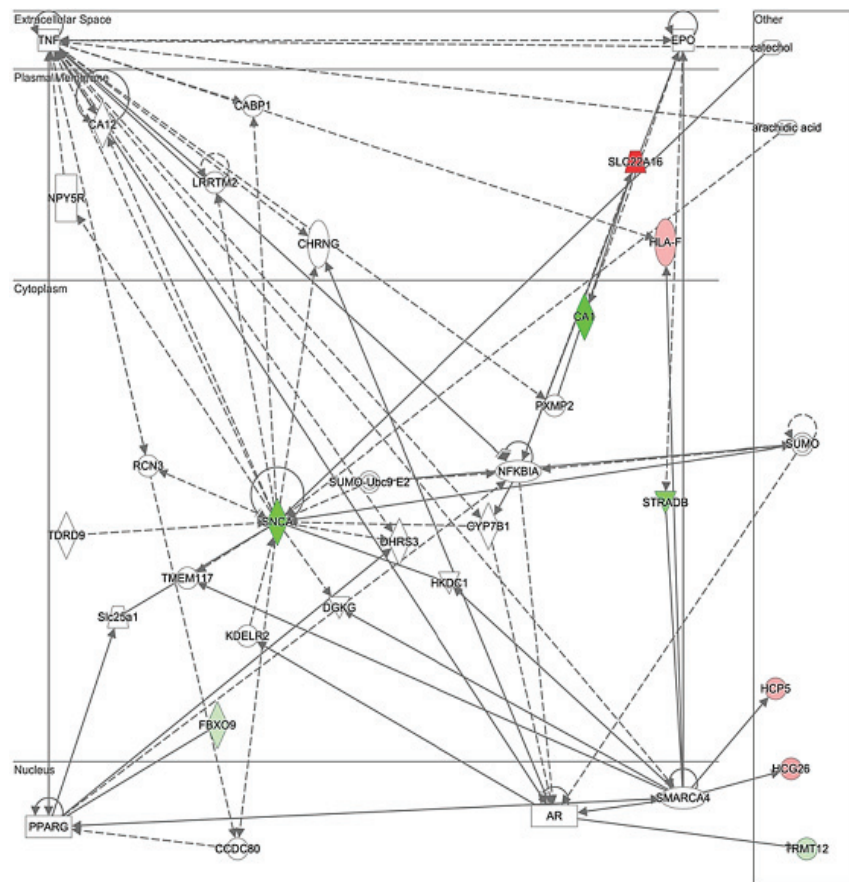 Extracellular Space
Other
TNF
EPO
catechol
Plasma Membrane
CABP1
CA12
arachidic acid
SLC22A16
LRRTM2
NPY5R
CHRNG
HLA-F
Cytoplasm
CA1
PXMP2
SUMO
RCN3
NFKBIA
SUMO-Ubc9 E2
STRADB
SNCA
CYP7B1
TDRD9
DHRS3
TMEM117
HKDC1
DGKG
Slc25a1
KDELR2
HCP5
FBXO9
Nucleus
HCG26
SMARCA4
AR
PPARG
CCDC80
TRMT12